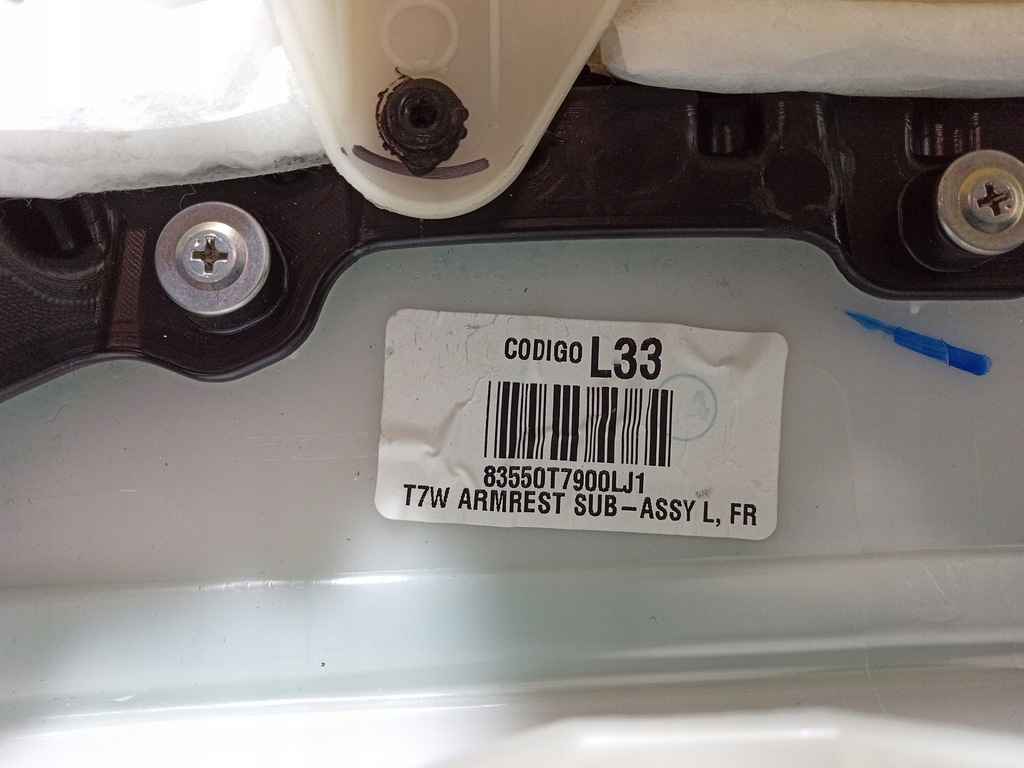 CODIGO L33
83550T7900LJ1
T7W ARMREST SUB-ASSY L, FR